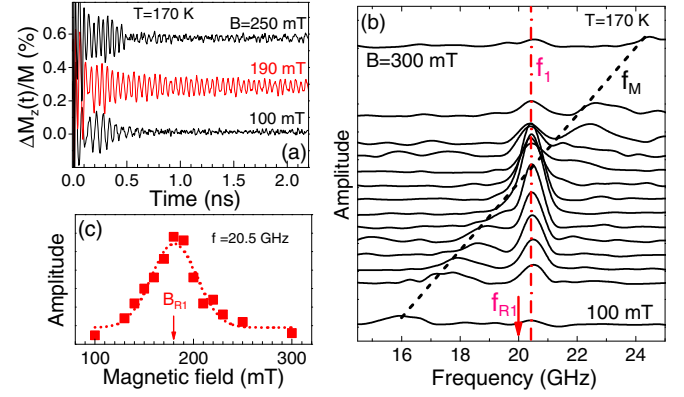 (a)
T=170 K
B=250 mT
190 mT
100 mT
ΔM_z(t)/M (%)
0.6
0.4
0.2
0.0
0.0 0.5 1.0 1.5 2.0
Time (ns)
(b)
T=170 K
B=300 mT
f_1
f_M
f_R1
100 mT
Amplitude
16 18 20 22 24
Frequency (GHz)
(c)
f =20.5 GHz
B_R1
Amplitude
100 200 300
Magnetic field (mT)